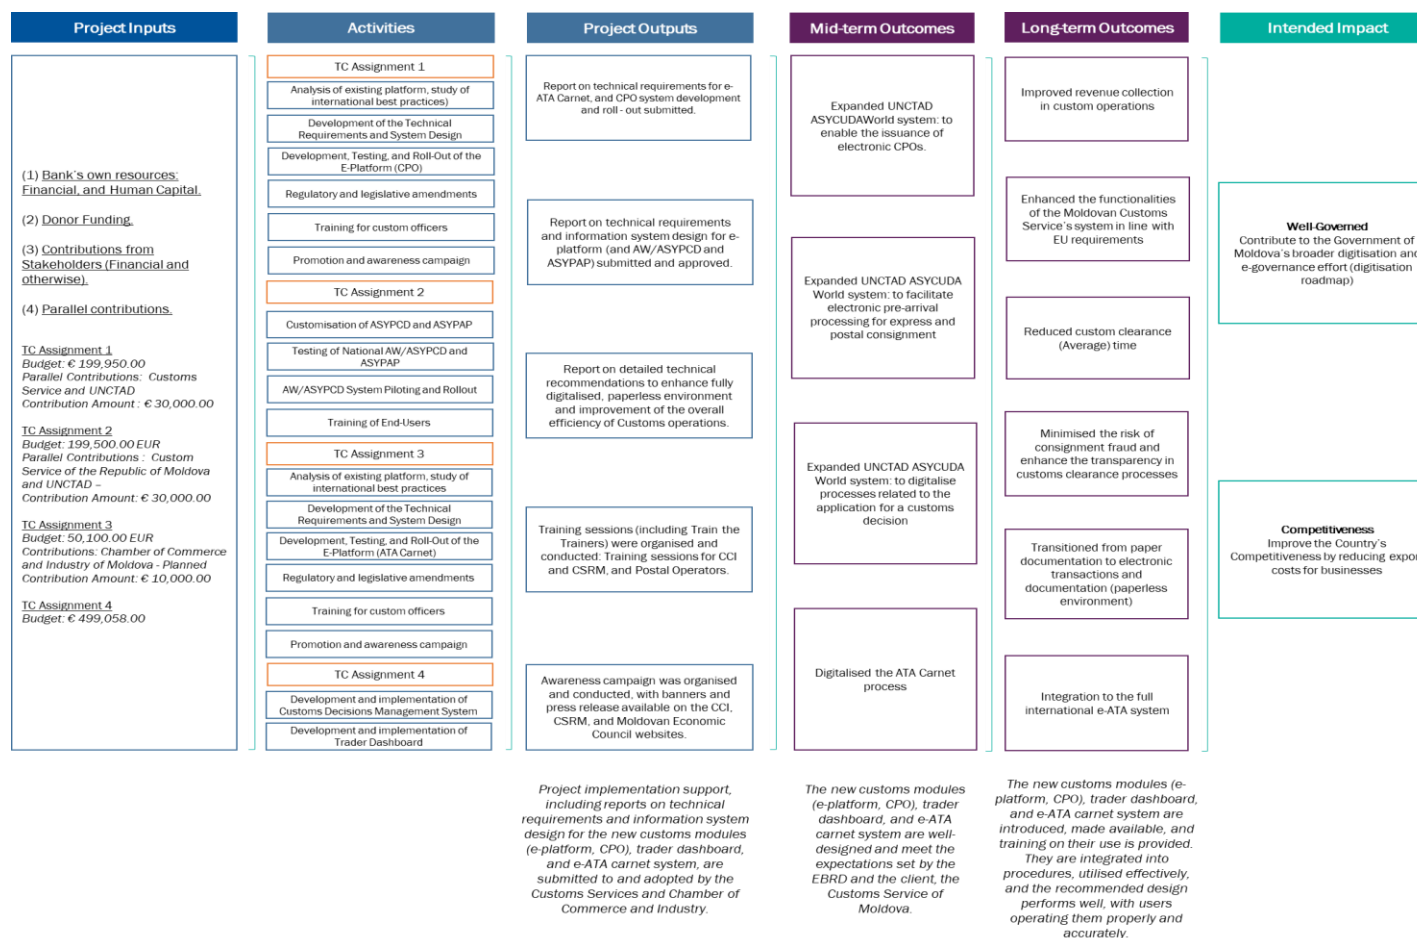 Project Inputs
Activities
Project Outputs
Mid-term Outcomes
Long-term Outcomes
Intended Impact
(1) Bank's own resources:
Financial, and Human Capital.
(2) Donor Funding.
(3) Contributions from
Stakeholders (Financial and
otherwise).
(4) Parallel contributions.
TC Assignment 1
Budget: € 199,950.00
Parallel Contributions: Customs
Service and UNCTAD
Contribution Amount : € 30,000.00
TC Assignment 2
Budget: 199,500.00 EUR
Parallel Contributions : Custom
Service of the Republic of Moldova
and UNCTAD –
Contribution Amount: € 30,000.00
TC Assignment 3
Budget: 50,100.00 EUR
Contributions: Chamber of Commerce
and Industry of Moldova - Planned
Contribution Amount: € 10,000.00
TC Assignment 4
Budget: € 499,058.00
TC Assignment 1
Analysis of existing platform, study of
international best practices)
Development of the Technical
Requirements and System Design
Development, Testing, and Roll-Out of the
E-Platform (CPO)
Regulatory and legislative amendments
Training for custom officers
Promotion and awareness campaign
TC Assignment 2
Customisation of ASYPCD and ASYPAP
Testing of National AW/ASYPCD and
ASYPAP
AW/ASYPCD System Piloting and Rollout
Training of End-Users
TC Assignment 3
Analysis of existing platform, study of
international best practices
Development of the Technical
Requirements and System Design
Development, Testing, and Roll-Out of the
E-Platform (ATA Carnet)
Regulatory and legislative amendments
Training for custom officers
Promotion and awareness campaign
TC Assignment 4
Development and implementation of
Customs Decisions Management System
Development and implementation of
Trader Dashboard
Report on technical requirements for e-
ATA Carnet, and CPO system development
and roll - out submitted.
Report on technical requirements
and information system design for e-
platform (and AW/ASYPCD and
ASYPAP) submitted and approved.
Report on detailed technical
recommendations to enhance fully
digitalised, paperless environment
and improvement of the overall
efficiency of Customs operations.
Training sessions (including Train the
Trainers) were organised and
conducted: Training sessions for CCI
and CSRM, and Postal Operators.
Awareness campaign was organised
and conducted, with banners and
press release available on the CCI,
CSRM, and Moldovan Economic
Council websites.
Project implementation support,
including reports on technical
requirements and information system
design for the new customs modules
(e-platform, CPO), trader dashboard,
and e-ATA carnet system, are
submitted to and adopted by the
Customs Services and Chamber of
Commerce and Industry.
Expanded UNCTAD
ASYCUDAWorld system: to
enable the issuance of
electronic CPOs.
Expanded UNCTAD ASYCUDA
World system: to facilitate
electronic pre-arrival
processing for express and
postal consignment
Expanded UNCTAD ASYCUDA
World system: to digitalise
processes related to the
application for a customs
decision
Digitalised the ATA Carnet
process
The new customs modules
(e-platform, CPO), trader
dashboard, and e-ATA
carnet system are well-
designed and meet the
expectations set by the
EBRD and the client, the
Customs Service of
Moldova.
Improved revenue collection
in custom operations
Enhanced the functionalities
of the Moldovan Customs
Service's system in line with
EU requirements
Reduced custom clearance
(Average) time
Minimised the risk of
consignment fraud and
enhance the transparency in
customs clearance processes
Transitioned from paper
documentation to electronic
transactions and
documentation (paperless
environment)
Integration to the full
international e-ATA system
The new customs modules (e-
platform, CPO), trader dashboard,
and e-ATA carnet system are
introduced, made available, and
training on their use is provided.
They are integrated into
procedures, utilised effectively,
and the recommended design
performs well, with users
operating them properly and
accurately.
Well-Governed
Contribute to the Government of
Moldova's broader digitisation and
e-governance effort (digitisation
roadmap)
Competitiveness
Improve the Country's
Competitiveness by reducing export
costs for businesses